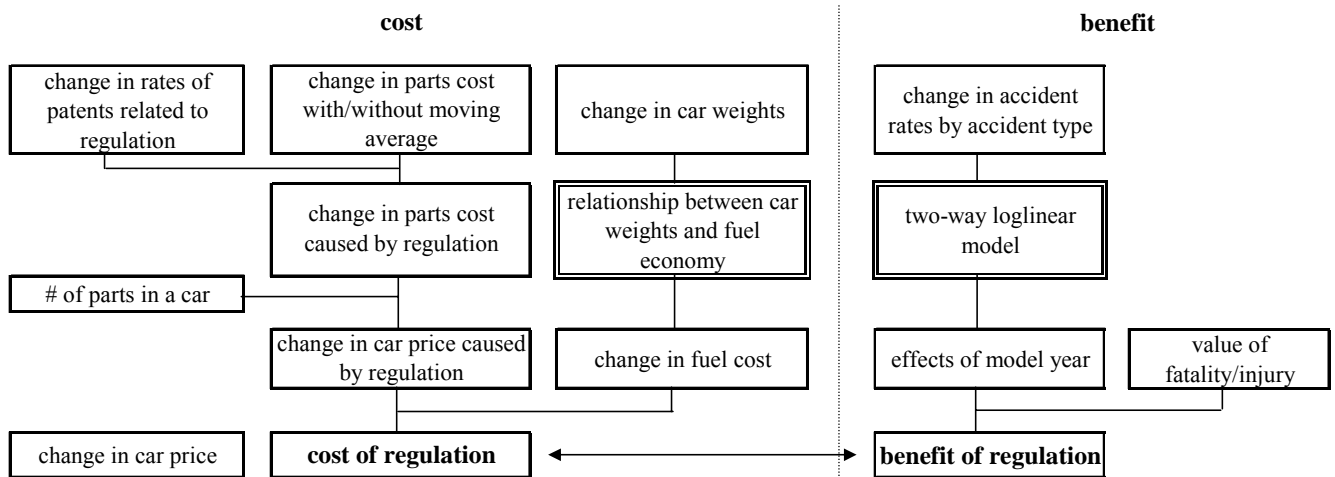 cost
benefit
change in rates of
patents related to
regulation
change in parts cost
with/without moving
average
change in car weights
change in accident
rates by accident type
change in parts cost
caused by regulation
relationship between car
weights and fuel
economy
two-way loglinear
model
# of parts in a car
change in car price caused
by regulation
change in fuel cost
effects of model year
value of
fatality/injury
change in car price
cost of regulation
benefit of regulation